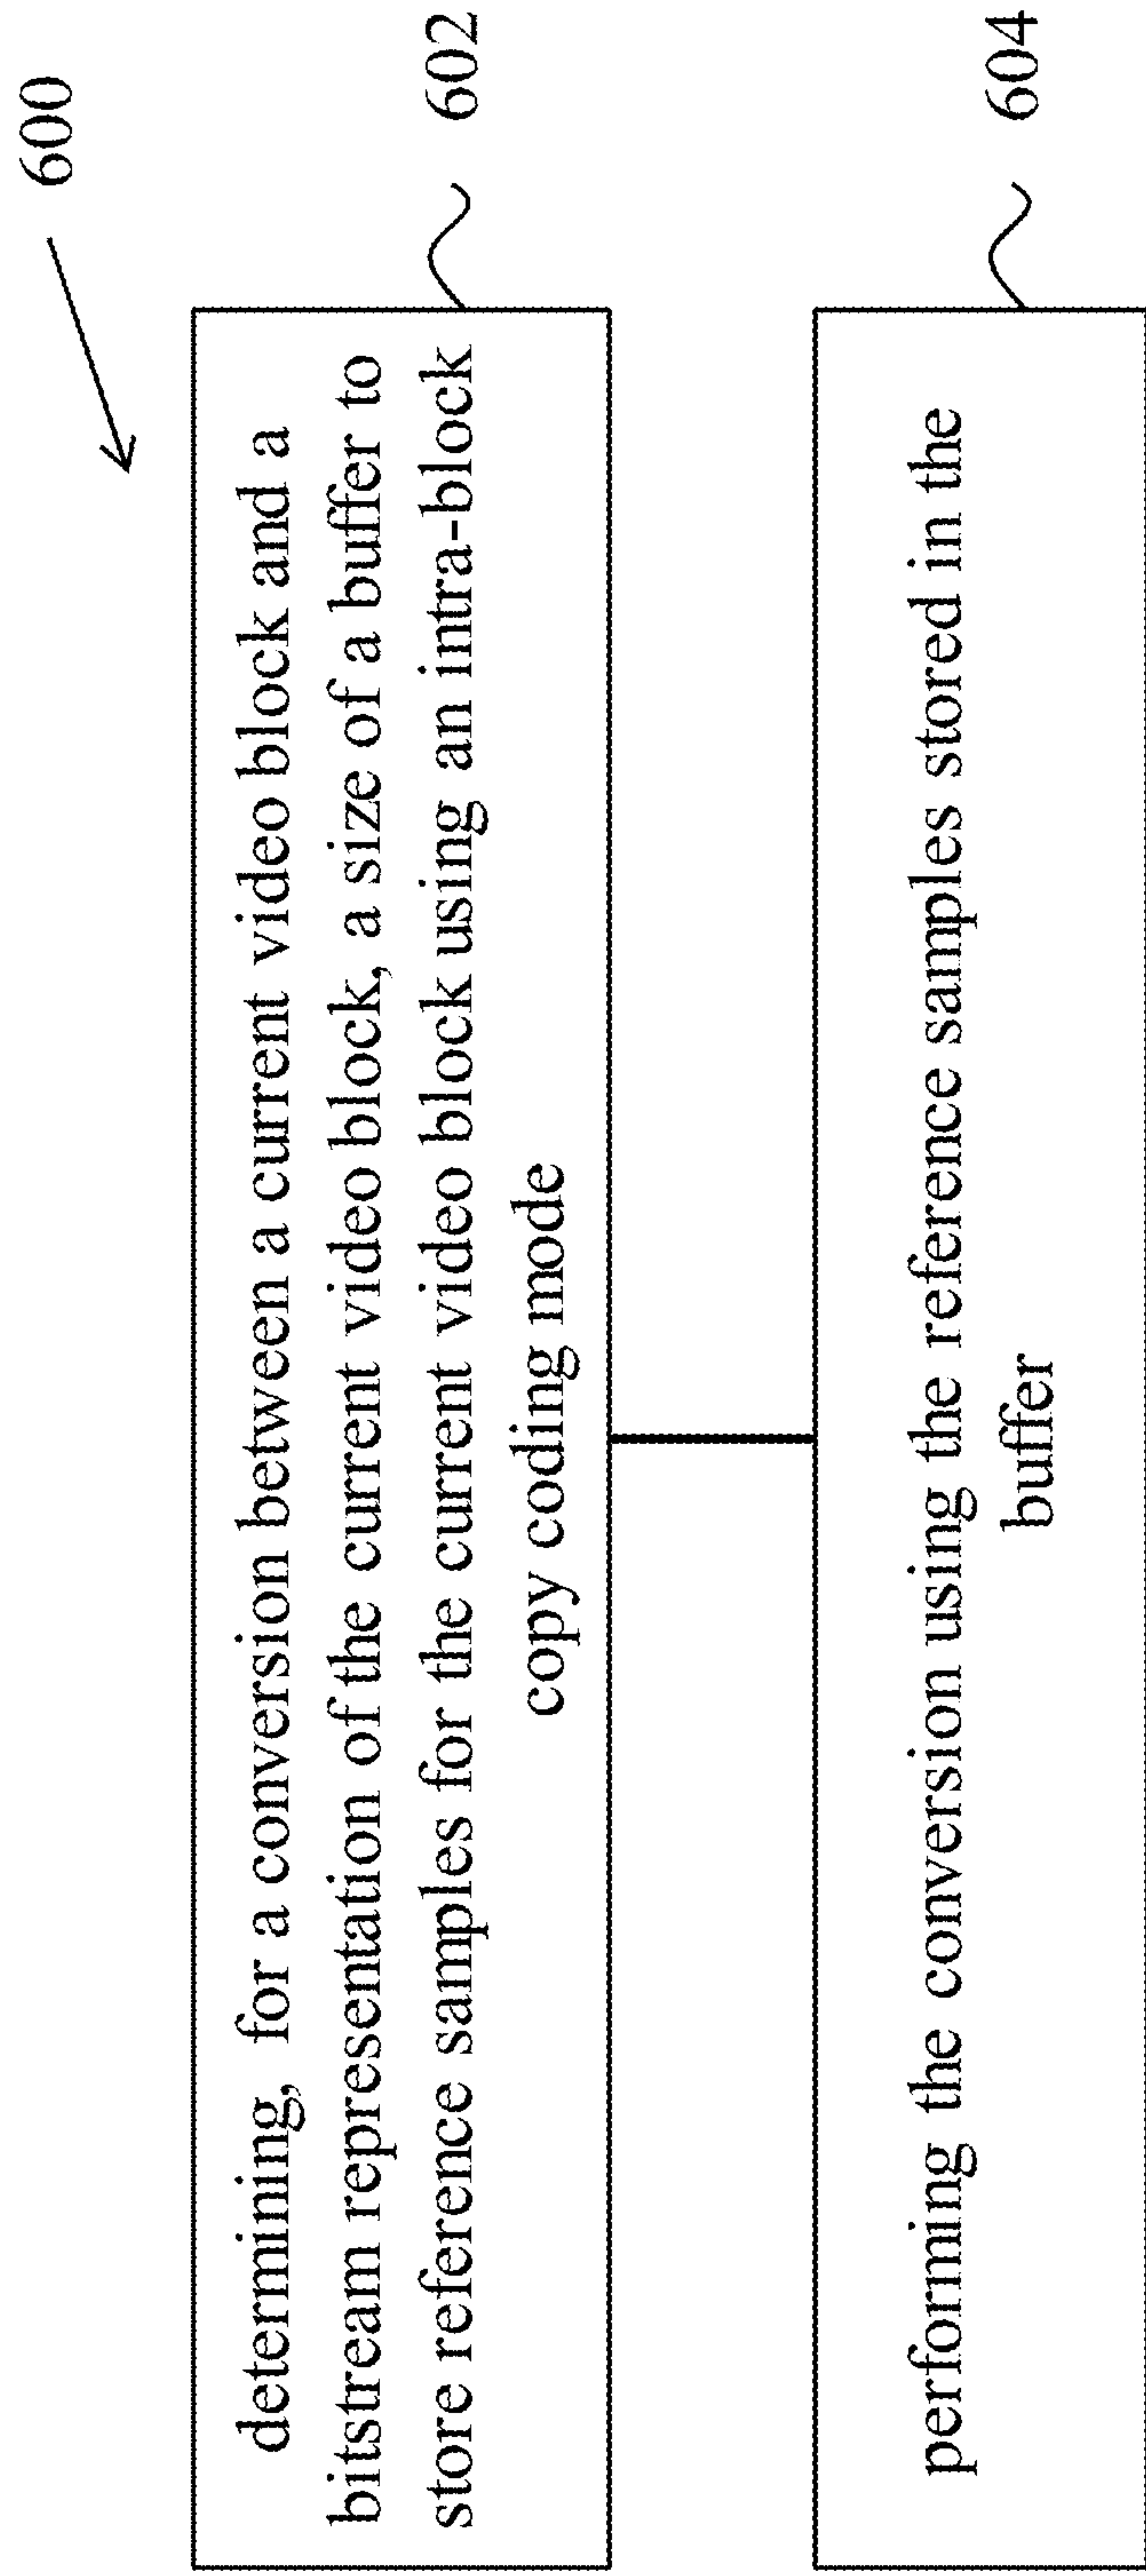 600
determining, for a conversion between a current video block and a
bitstream representation of the current video block, a size of a buffer to
store reference samples for the current video block using an intra-block
copy coding mode
602
performing the conversion using the reference samples stored in the
buffer
604